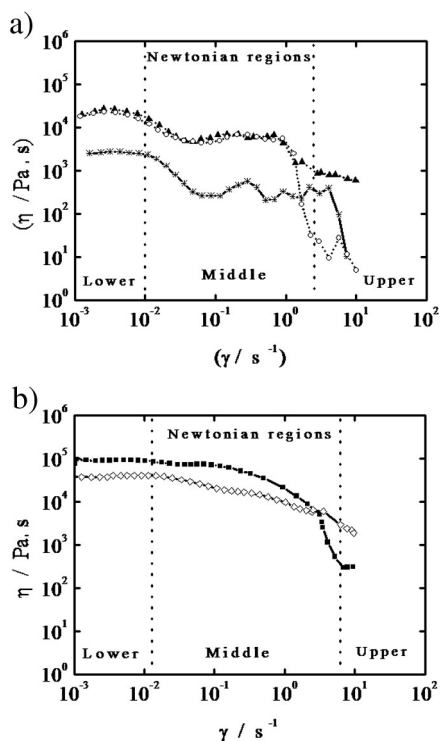 a)
10^6
Newtonian regions
10^5
10^4
10^3
(η /Pa.s)
10^2
10^1
Lower
Middle
Upper
10^0
10^-3
10^-2
10^-1
10^0
10^1
10^2
(γ / s^-1)
b)
10^6
Newtonian regions
10^5
10^4
10^3
η / Pa.s
10^2
10^1
Lower
Middle
Upper
10^0
10^-3
10^-2
10^-1
10^0
10^1
10^2
γ / s^-1